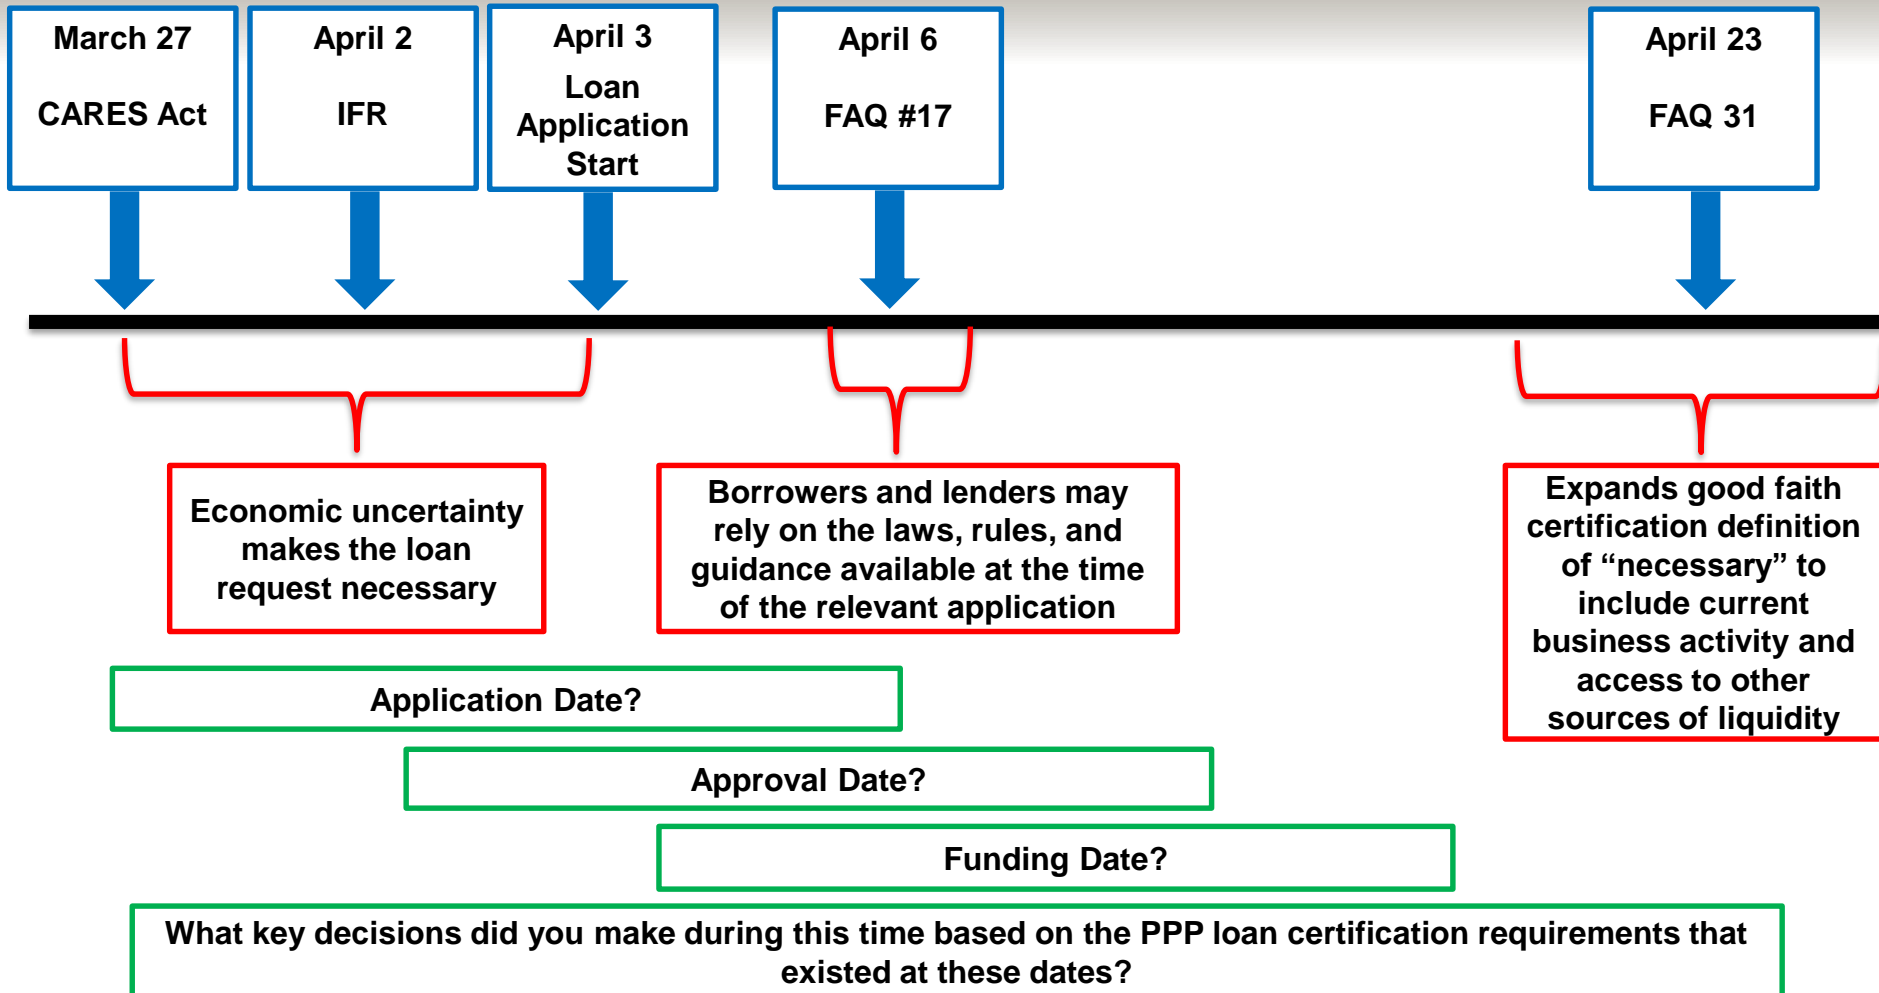 March 27
CARES Act
April 2
IFR
April 3
Loan
Application
Start
April 6
FAQ #17
April 23
FAQ 31
Economic uncertainty
makes the loan
request necessary
Borrowers and lenders may
rely on the laws, rules, and
guidance available at the time
of the relevant application
Expands good faith
certification definition
of “necessary” to
include current
business activity and
access to other
sources of liquidity
Application Date?
Approval Date?
Funding Date?
What key decisions did you make during this time based on the PPP loan certification requirements that
existed at these dates?